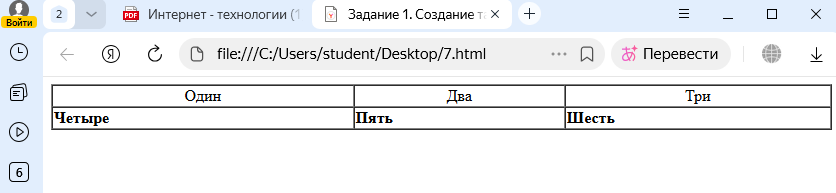 Войти
2
Интернет - технологии (1
Задание 1. Создание та
file:///C:/Users/student/Desktop/7.html
Перевести
Один Два Три
Четыре Пять Шесть
6